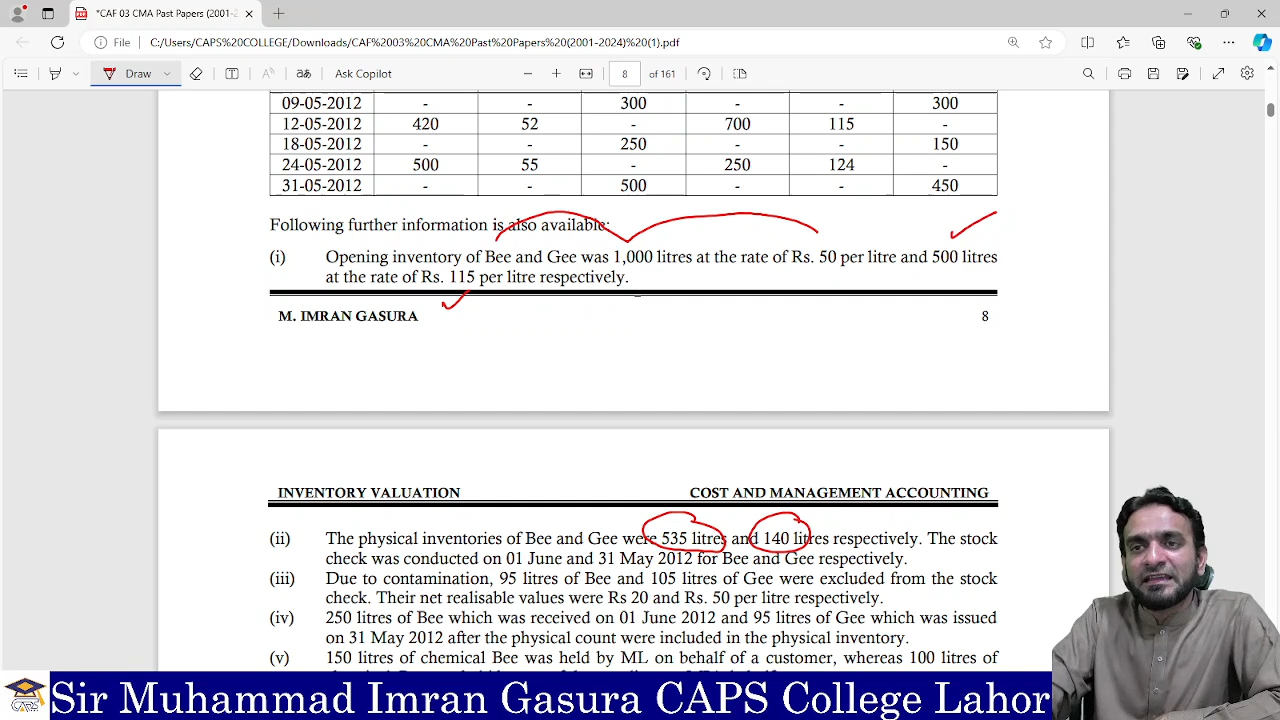 *CAF 03 CMA Past Papers (2001-2
File C:/Users/CAPS%20COLLEGE/Downloads/CAF%2003%20CMA%20Past%20Papers%20(2001-2024)%20(1).pdf
Draw Ask Copilot 8 of 161
09-05-2012 - - 300 - - 300
12-05-2012 420 52 - 700 115 -
18-05-2012 - - 250 - - 150
24-05-2012 500 55 - 250 124 -
31-05-2012 - - 500 - - 450
Following further information is also available:
(i) Opening inventory of Bee and Gee was 1,000 litres at the rate of Rs. 50 per litre and 500 litres
at the rate of Rs. 115 per litre respectively.
M. IMRAN GASURA 8
INVENTORY VALUATION COST AND MANAGEMENT ACCOUNTING
(ii) The physical inventories of Bee and Gee were 535 litres and 140 litres respectively. The stock
check was conducted on 01 June and 31 May 2012 for Bee and Gee respectively.
(iii) Due to contamination, 95 litres of Bee and 105 litres of Gee were excluded from the stock
check. Their net realisable values were Rs 20 and Rs. 50 per litre respectively.
(iv) 250 litres of Bee which was received on 01 June 2012 and 95 litres of Gee which was issued
on 31 May 2012 after the physical count were included in the physical inventory.
(v) 150 litres of chemical Bee was held by ML on behalf of a customer, whereas 100 litres of
Sir Muhammad Imran Gasura CAPS College Lahor